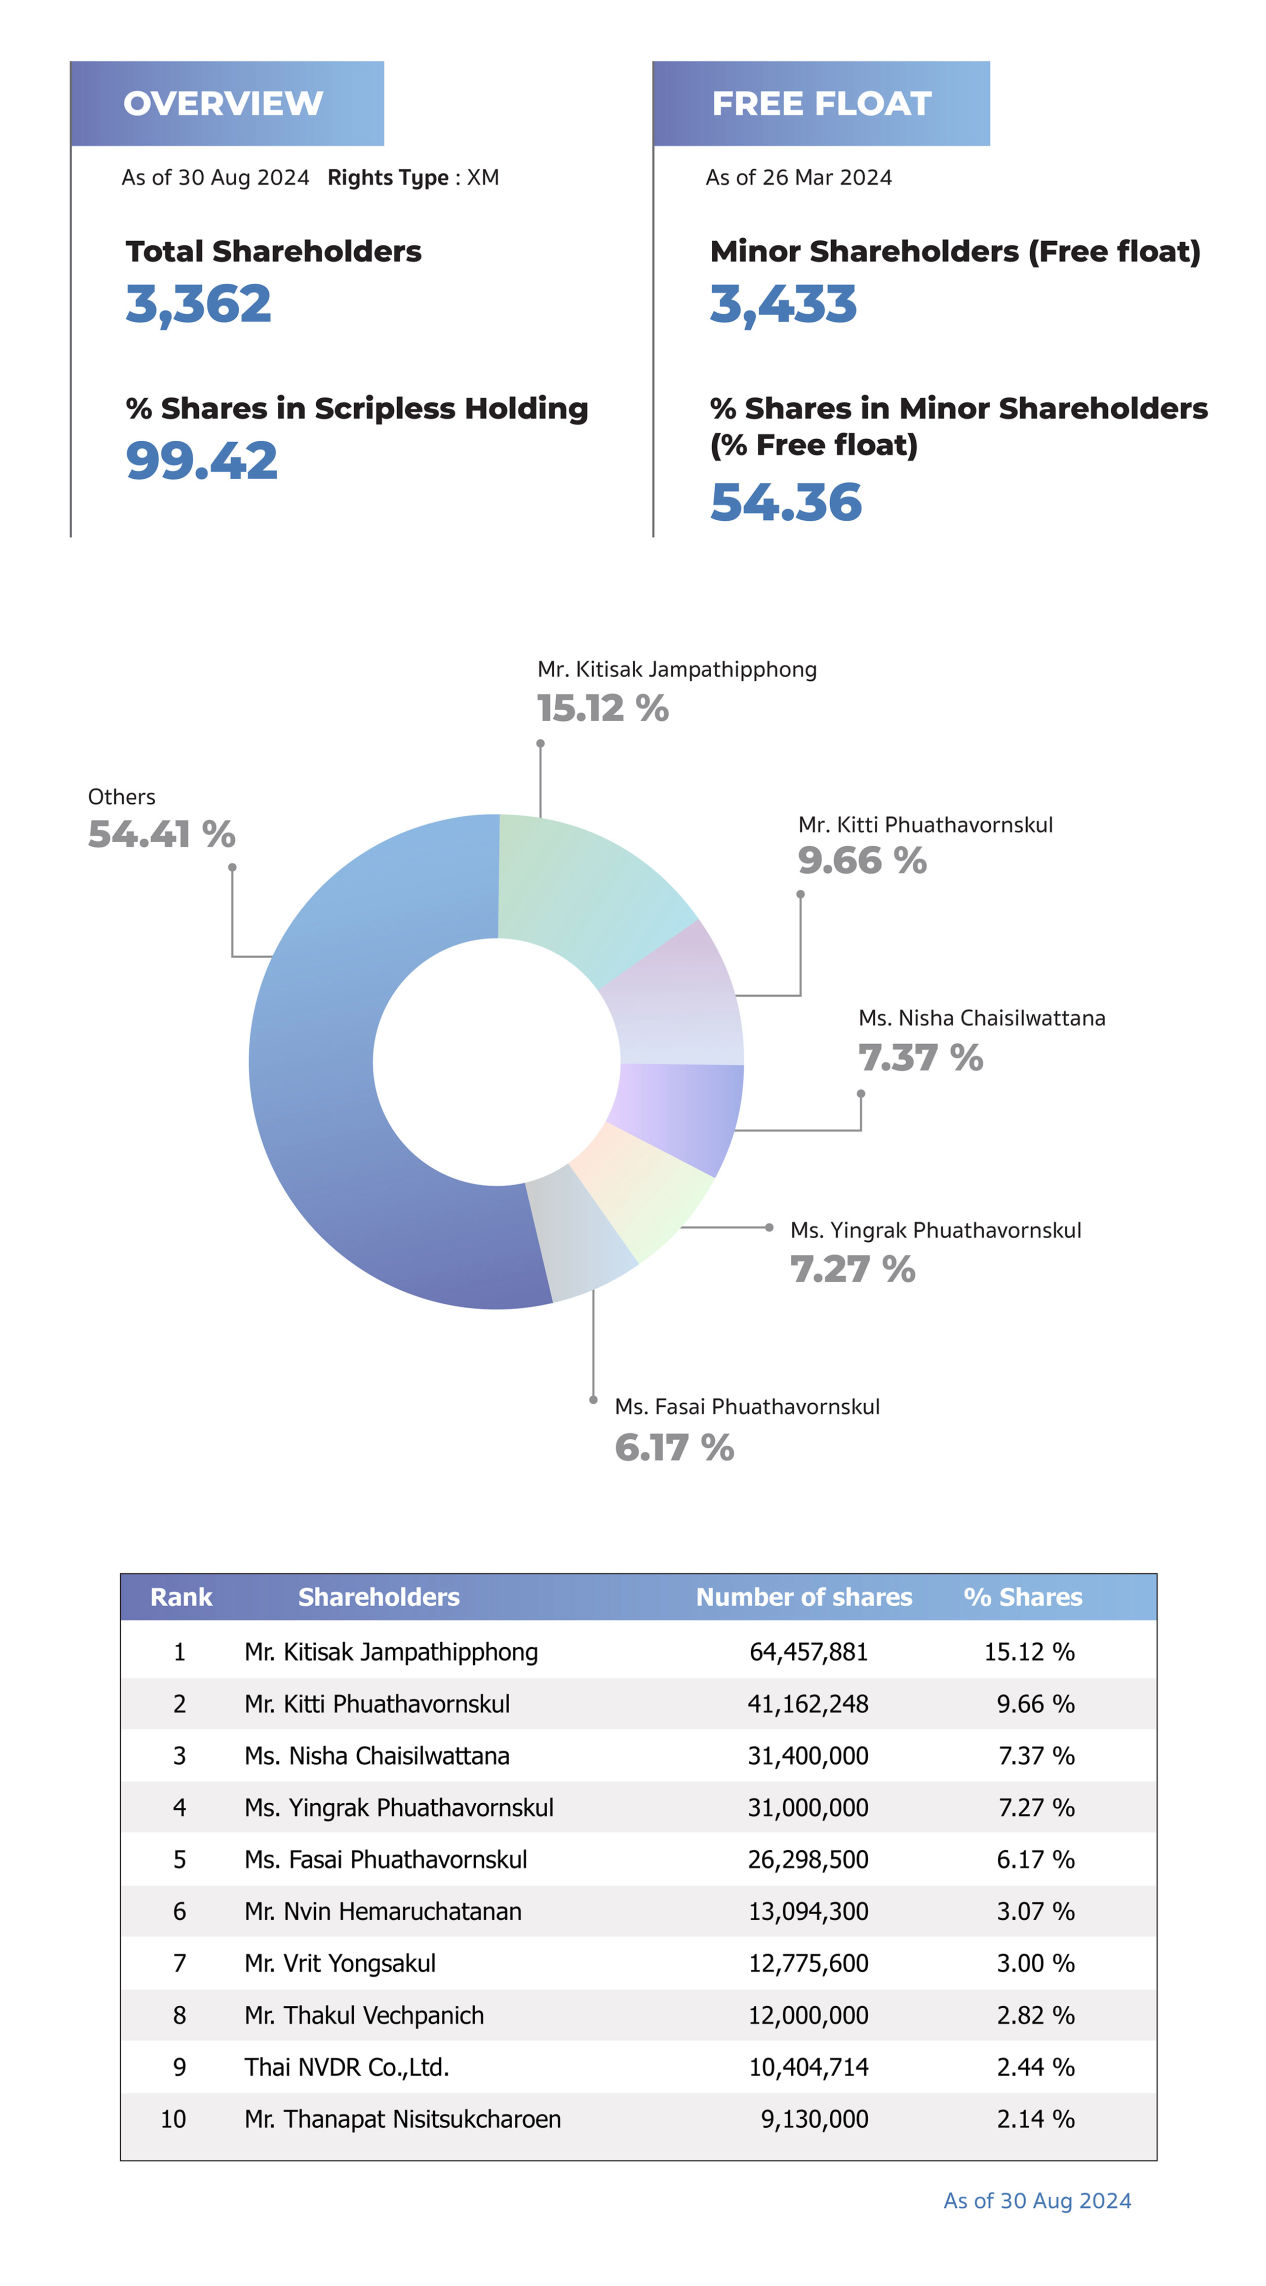 OVERVIEW
As of 30 Aug 2024 Rights Type : XM
Total Shareholders
3,362
% Shares in Scripless Holding
99.42
FREE FLOAT
As of 26 Mar 2024
Minor Shareholders (Free float)
3,433
% Shares in Minor Shareholders
(% Free float)
54.36
Mr. Kitisak Jampathipphong
15.12 %
Others
54.41 %
Mr. Kitti Phuathavornskul
9.66 %
Ms. Nisha Chaisilwattana
7.37 %
Ms. Yingrak Phuathavornskul
7.27 %
Ms. Fasai Phuathavornskul
6.17 %
Rank Shareholders Number of shares % Shares
1 Mr. Kitisak Jampathipphong 64,457,881 15.12 %
2 Mr. Kitti Phuathavornskul 41,162,248 9.66 %
3 Ms. Nisha Chaisilwattana 31,400,000 7.37 %
4 Ms. Yingrak Phuathavornskul 31,000,000 7.27 %
5 Ms. Fasai Phuathavornskul 26,298,500 6.17 %
6 Mr. Nvin Hemaruchatanan 13,094,300 3.07 %
7 Mr. Vrit Yongsakul 12,775,600 3.00 %
8 Mr. Thakul Vechpanich 12,000,000 2.82 %
9 Thai NVDR Co.,Ltd. 10,404,714 2.44 %
10 Mr. Thanapat Nisitsukcharoen 9,130,000 2.14 %
As of 30 Aug 2024